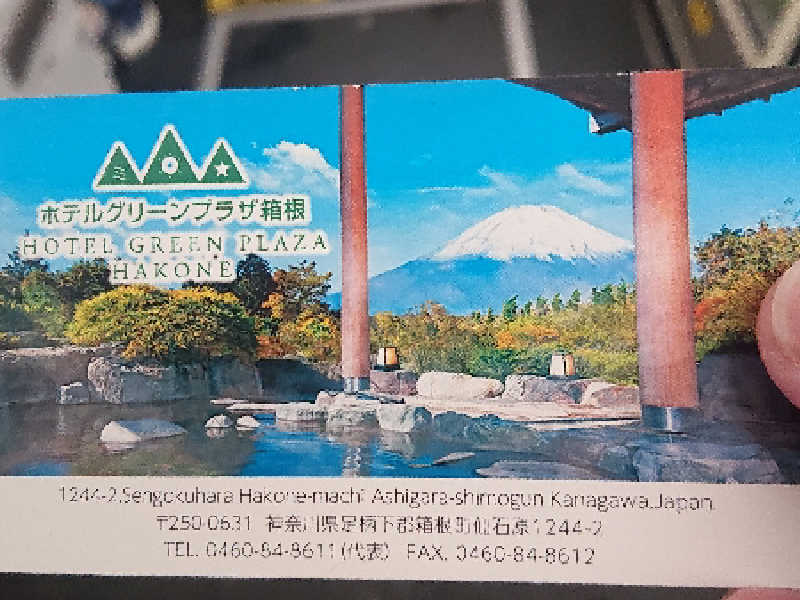 ホテルグリーンプラザ箱根
HOTEL GREEN PLAZA
HAKONE
1244-2,Sengokuhara Hakone-machi Ashigara-shimogun Kanagawa,Japan.
〒250-0631 神奈川県足柄下郡箱根町仙石原1244-2
TEL. 0460-84-8611(代表) FAX. 0460-84-8612